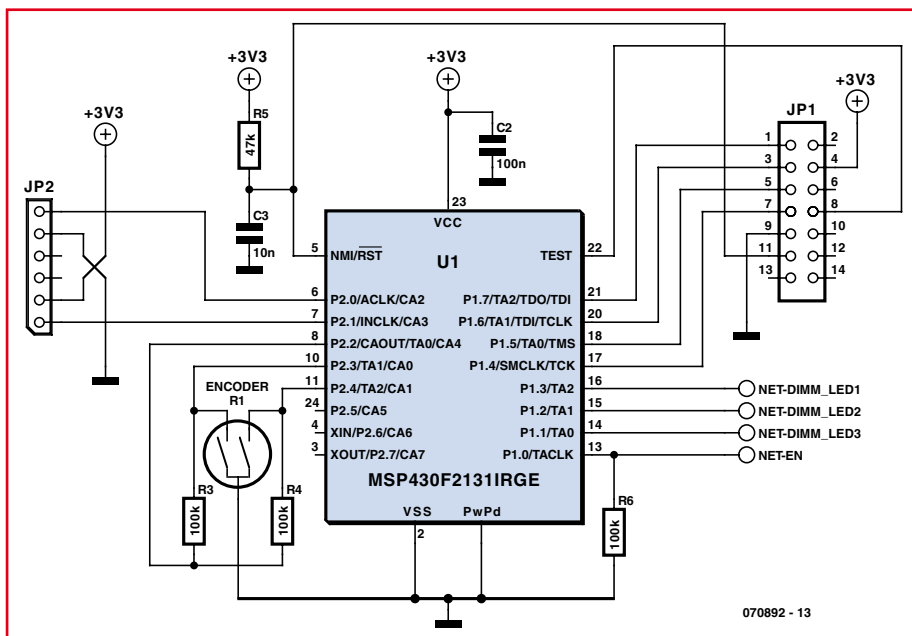 +3V3
+3V3
+3V3
+3V3
R5
47k
C3
10n
C2
100n
JP2
JP1
1
3
5
7
9
11
13
2
4
6
8
10
12
14
23
VCC
U1
5
NMI/RST
6
P2.0/ACLK/CA2
7
P2.1/INCLK/CA3
8
P2.2/CAOUT/TA0/CA4
10
P2.3/TA1/CA0
11
P2.4/TA2/CA1
24
P2.5/CA5
4
XIN/P2.6/CA6
3
XOUT/P2.7/CA7
TEST
22
P1.7/TA2/TDO/TDI
21
P1.6/TA1/TDI/TCLK
20
P1.5/TA0/TMS
18
P1.4/SMCLK/TCK
17
P1.3/TA2
16
NET-DIMM_LED1
P1.2/TA1
15
NET-DIMM_LED2
P1.1/TA0
14
NET-DIMM_LED3
P1.0/TACLK
13
NET-EN
MSP430F2131IRGE
VSS
PwPd
2
ENCODER
R1
R3
100k
R4
100k
R6
100k
070892 - 13